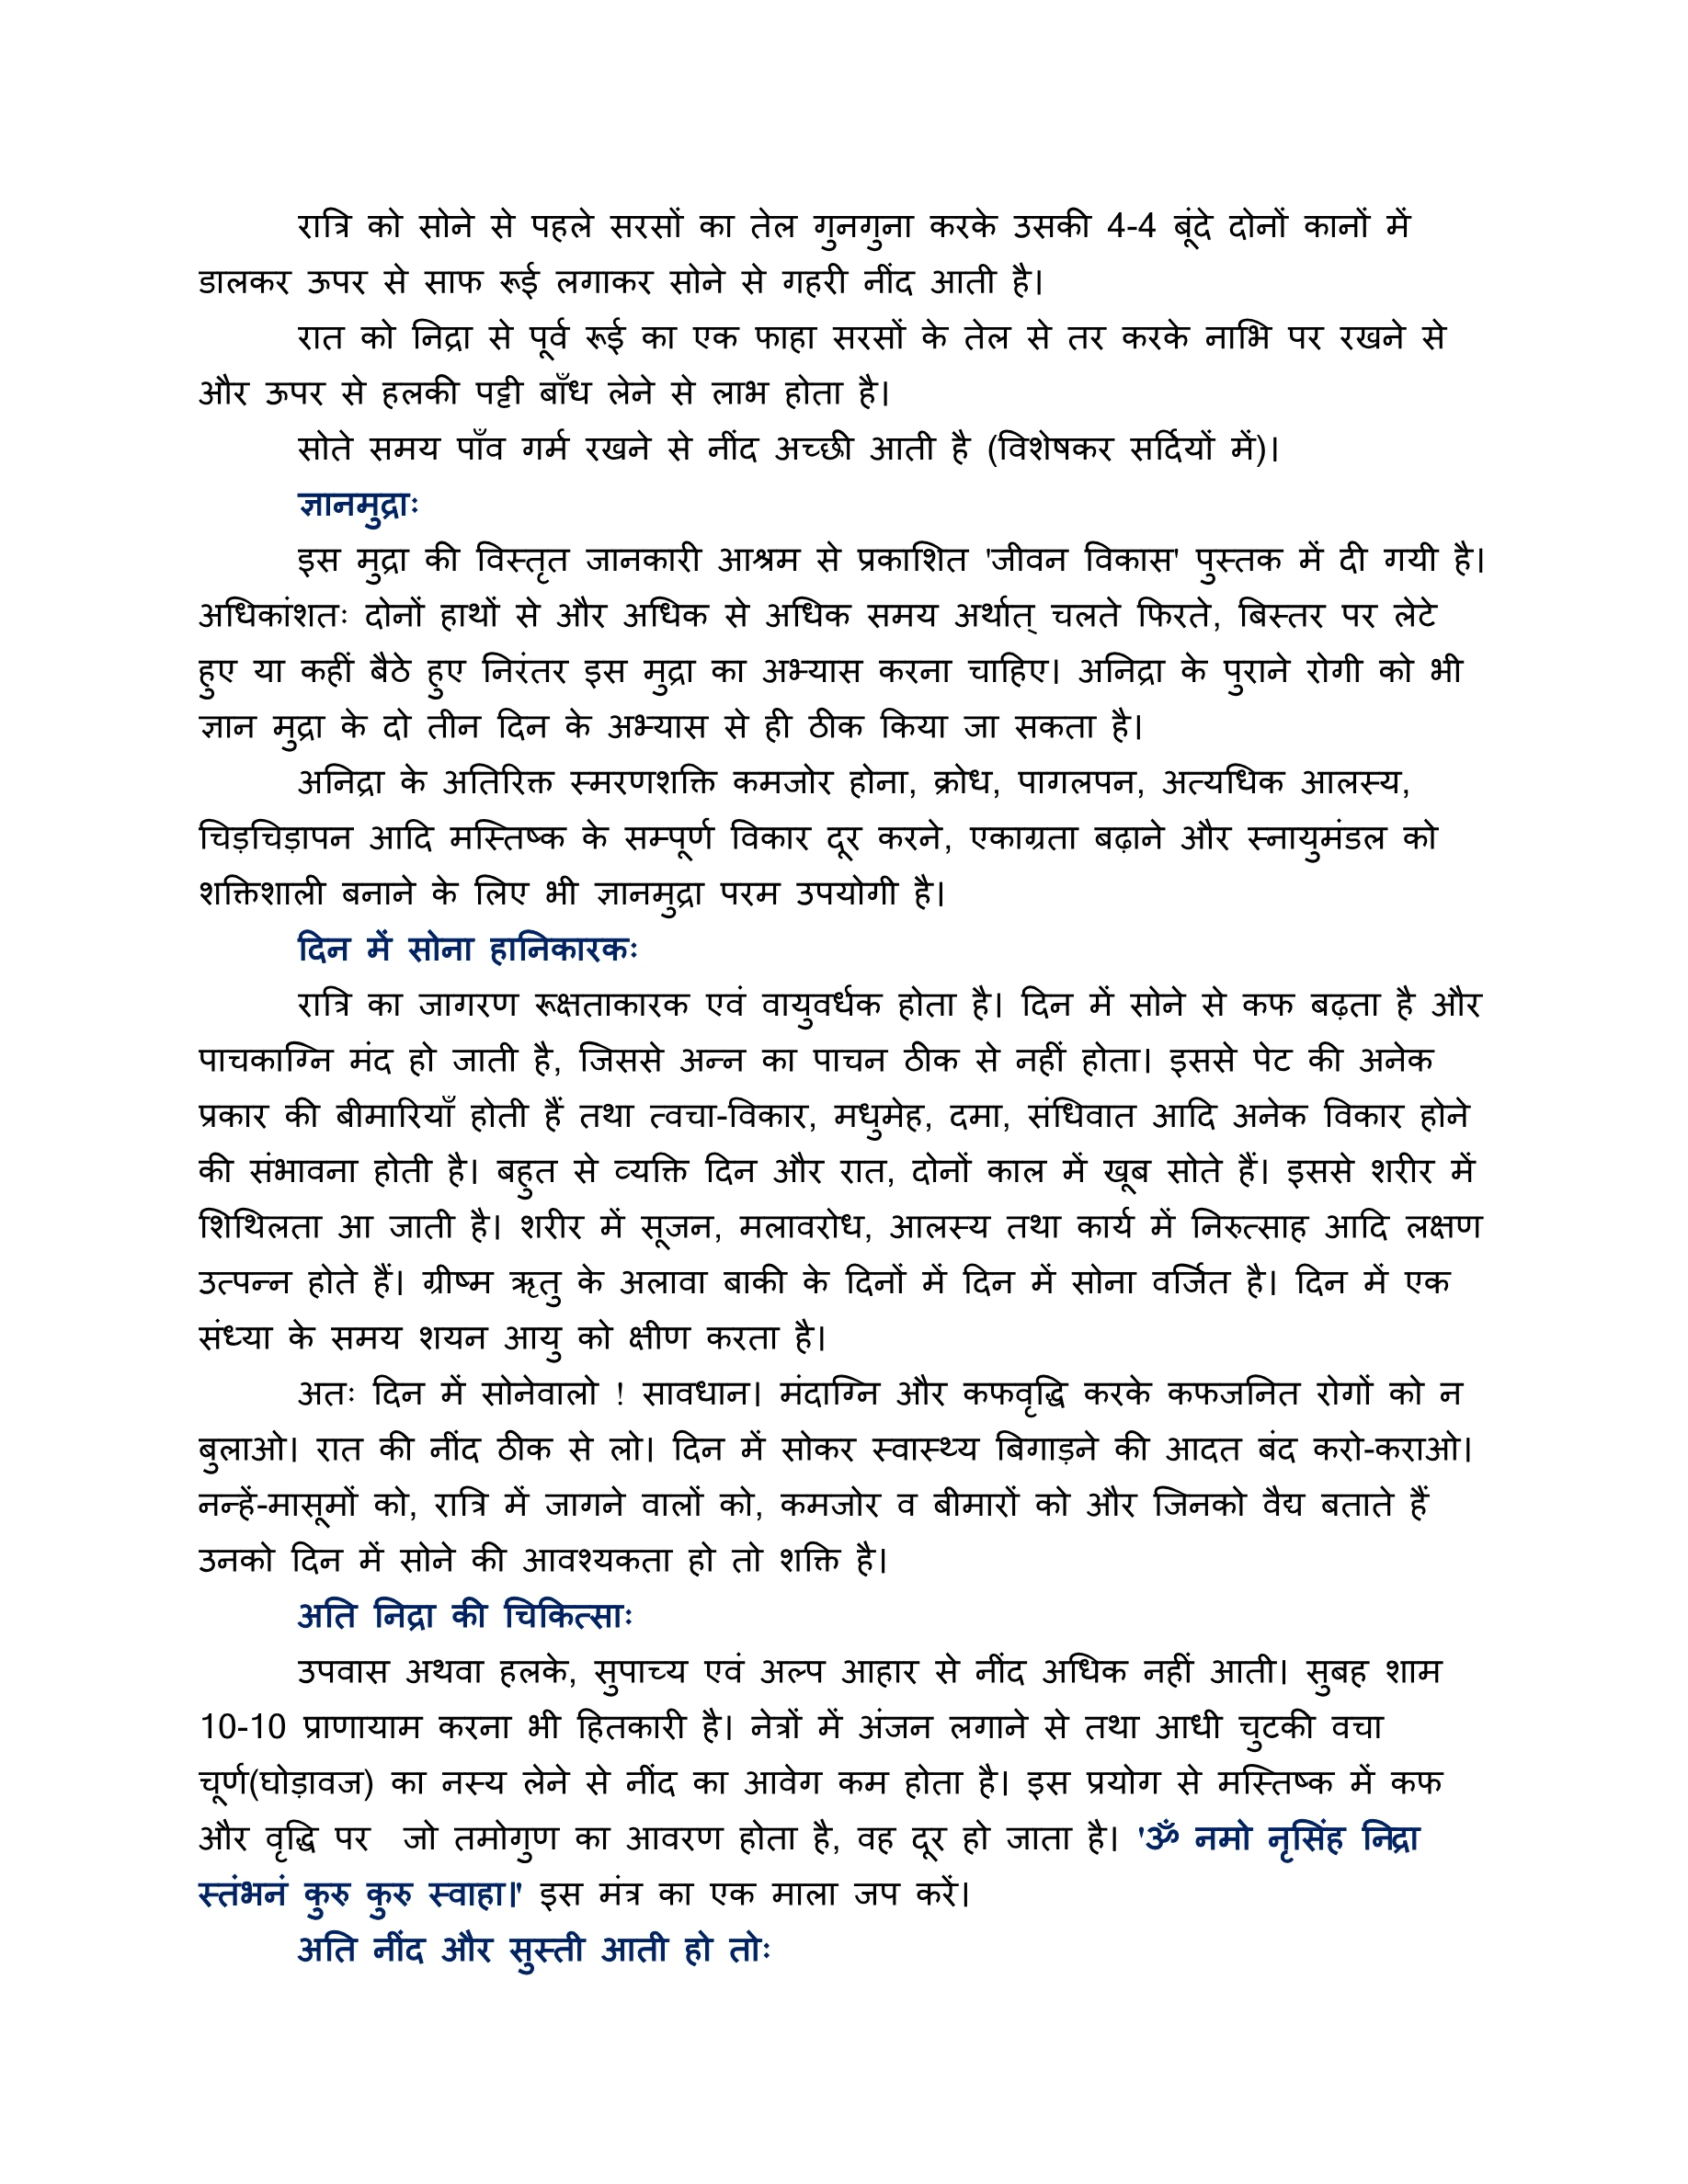 रात्रि को सोने से पहले सरसों का तेल गुनगुना करके उसकी 4-4 बूंदे दोनों कानों में
डालकर ऊपर से साफ रूई लगाकर सोने से गहरी नींद आती है।
रात को निद्रा से पूर्व रूई का एक फाहा सरसों के तेल से तर करके नाभि पर रखने से
और ऊपर से हलकी पट्टी बाँध लेने से लाभ होता है।
सोते समय पाँव गर्म रखने से नींद अच्छी आती है (विशेषकर सर्दियों में)।
ज्ञानमुद्राः
इस मुद्रा की विस्तृत जानकारी आश्रम से प्रकाशित 'जीवन विकास' पुस्तक में दी गयी है।
अधिकांशतः दोनों हाथों से और अधिक से अधिक समय अर्थात् चलते फिरते, बिस्तर पर लेटे
हुए या कहीं बैठे हुए निरंतर इस मुद्रा का अभ्यास करना चाहिए। अनिद्रा के पुराने रोगी को भी
ज्ञान मुद्रा के दो तीन दिन के अभ्यास से ही ठीक किया जा सकता है।
अनिद्रा के अतिरिक्त स्मरणशक्ति कमजोर होना, क्रोध, पागलपन, अत्यधिक आलस्य,
चिड़चिड़ापन आदि मस्तिष्क के सम्पूर्ण विकार दूर करने, एकाग्रता बढ़ाने और स्नायुमंडल को
शक्तिशाली बनाने के लिए भी ज्ञानमुद्रा परम उपयोगी है।
दिन में सोना हानिकारकः
रात्रि का जागरण रूक्षताकारक एवं वायुवर्धक होता है। दिन में सोने से कफ बढ़ता है और
पाचकाग्नि मंद हो जाती है, जिससे अन्न का पाचन ठीक से नहीं होता। इससे पेट की अनेक
प्रकार की बीमारियाँ होती हैं तथा त्वचा-विकार, मधुमेह, दमा, संधिवात आदि अनेक विकार होने
की संभावना होती है। बहुत से व्यक्ति दिन और रात, दोनों काल में खूब सोते हैं। इससे शरीर में
शिथिलता आ जाती है। शरीर में सूजन, मलावरोध, आलस्य तथा कार्य में निरुत्साह आदि लक्षण
उत्पन्न होते हैं। ग्रीष्म ऋतु के अलावा बाकी के दिनों में दिन में सोना वर्जित है। दिन में एक
संध्या के समय शयन आयु को क्षीण करता है।
अतः दिन में सोनेवालो ! सावधान। मंदाग्नि और कफवृद्धि करके कफजनित रोगों को न
बुलाओ। रात की नींद ठीक से लो। दिन में सोकर स्वास्थ्य बिगाड़ने की आदत बंद करो-कराओ।
नन्हें-मासूमों को, रात्रि में जागने वालों को, कमजोर व बीमारों को और जिनको वैद्य बताते हैं
उनको दिन में सोने की आवश्यकता हो तो शक्ति है।
अति निद्रा की चिकित्साः
उपवास अथवा हलके, सुपाच्य एवं अल्प आहार से नींद अधिक नहीं आती। सुबह शाम
10-10 प्राणायाम करना भी हितकारी है। नेत्रों में अंजन लगाने से तथा आधी चुटकी वचा
चूर्ण(घोड़ावज) का नस्य लेने से नींद का आवेग कम होता है। इस प्रयोग से मस्तिष्क में कफ
और वृद्धि पर जो तमोगुण का आवरण होता है, वह दूर हो जाता है। 'ॐ नमो नृसिंह निद्रा
स्तंभनं कुरु कुरु स्वाहा।' इस मंत्र का एक माला जप करें।
अति नींद और सुस्ती आती हो तोः